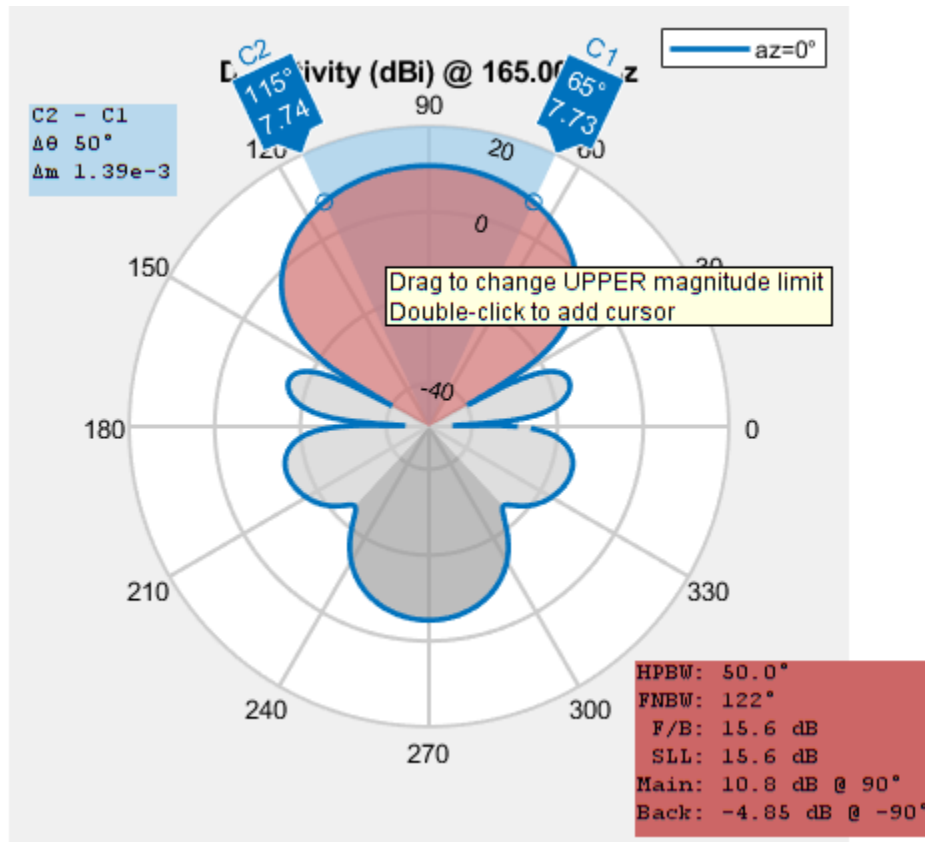 az=0°
C2
C1
D ivity (dBi) @ 165.00 z
115°
7.74
65°
7.73
90
C2 - C1
Δθ 50°
Δm 1.39e-3
120
20
60
0
150
30
Drag to change UPPER magnitude limit
Double-click to add cursor
-40
180
0
210
330
240
300
270
HPBW: 50.0°
FNBW: 122°
F/B: 15.6 dB
SLL: 15.6 dB
Main: 10.8 dB @ 90°
Back: -4.85 dB @ -90°